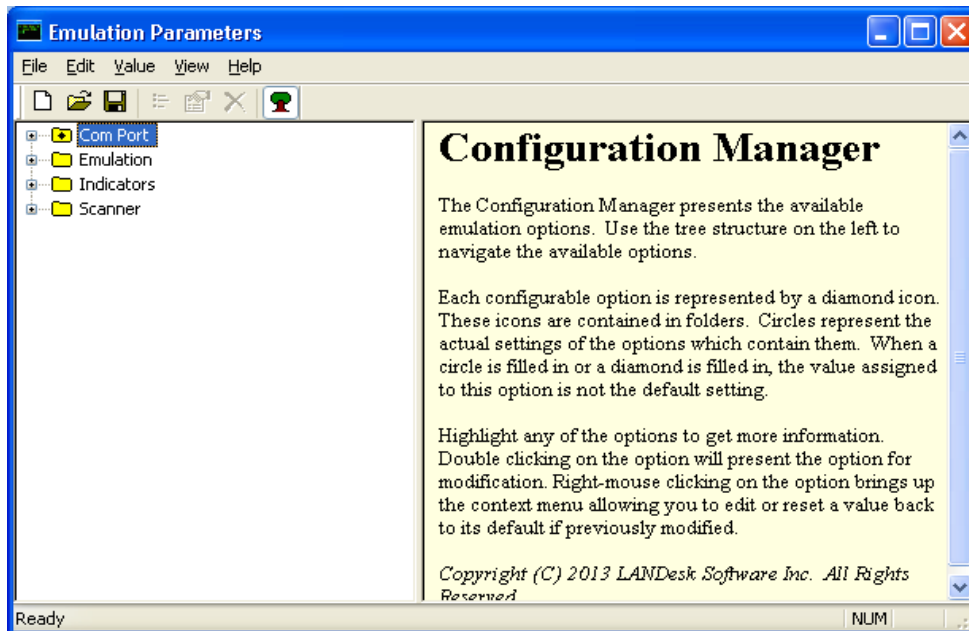 Emulation Parameters
File Edit Value View Help
Com Port
Emulation
Indicators
Scanner
Configuration Manager
The Configuration Manager presents the available
emulation options. Use the tree structure on the left to
navigate the available options.
Each configurable option is represented by a diamond icon.
These icons are contained in folders. Circles represent the
actual settings of the options which contain them. When a
circle is filled in or a diamond is filled in, the value assigned
to this option is not the default setting.
Highlight any of the options to get more information.
Double clicking on the option will present the option for
modification. Right-mouse clicking on the option brings up
the context menu allowing you to edit or reset a value back
to its default if previously modified.
Copyright (C) 2013 LANDesk Software Inc. All Rights
Reserved
Ready NUM